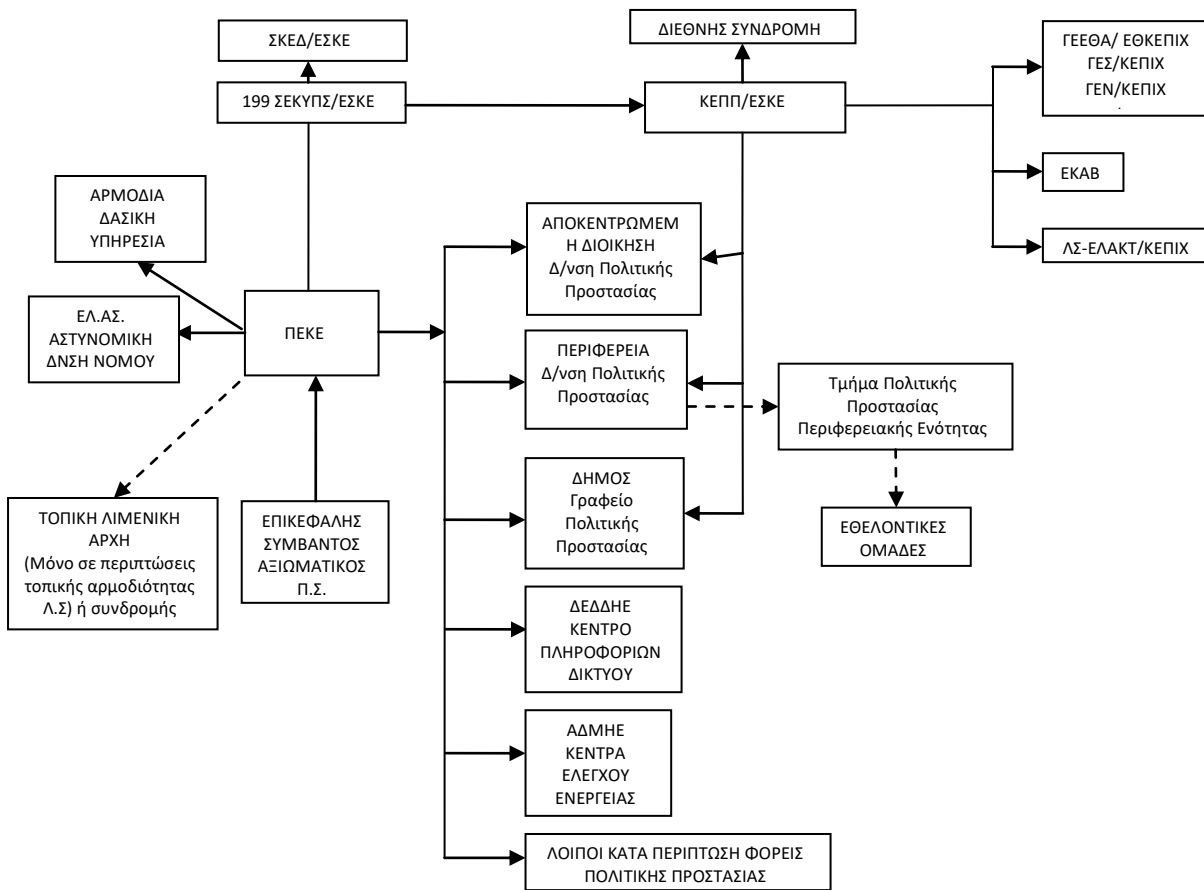 ΣΚΕΔ/ΕΣΚΕ
ΔΙΕΘΝΗΣ ΣΥΝΔΡΟΜΗ
ΓΕΕΘΑ/ ΕΘΚΕΠΙΧ
ΓΕΣ/ΚΕΠΙΧ
ΓΕΝ/ΚΕΠΙΧ
199 ΣΕΚΥΠΣ/ΕΣΚΕ
ΚΕΠΠ/ΕΣΚΕ
ΕΚΑΒ
ΛΣ-ΕΛΑΚΤ/ΚΕΠΙΧ
ΑΡΜΟΔΙΑ
ΔΑΣΙΚΗ
ΥΠΗΡΕΣΙΑ
ΑΠΟΚΕΝΤΡΩΜΕΜ
Η ΔΙΟΙΚΗΣΗ
Δ/νση Πολιτικής
Προστασίας
ΕΛ.ΑΣ.
ΑΣΤΥΝΟΜΙΚΗ
ΔΝΣΗ ΝΟΜΟΥ
ΠΕΚΕ
ΠΕΡΙΦΕΡΕΙΑ
Δ/νση Πολιτικής
Προστασίας
Τμήμα Πολιτικής
Προστασίας
Περιφερειακής Ενότητας
ΤΟΠΙΚΗ ΛΙΜΕΝΙΚΗ
ΑΡΧΗ
(Μόνο σε περιπτώσεις
τοπικής αρμοδιότητας
Λ.Σ) ή συνδρομής
ΕΠΙΚΕΦΑΛΗΣ
ΣΥΜΒΑΝΤΟΣ
ΑΞΙΩΜΑΤΙΚΟΣ
Π.Σ.
ΔΗΜΟΣ
Γραφείο
Πολιτικής
Προστασίας
ΕΘΕΛΟΝΤΙΚΕΣ
ΟΜΑΔΕΣ
ΔΕΔΔΗΕ
ΚΕΝΤΡΟ
ΠΛΗΡΟΦΟΡΙΩΝ
ΔΙΚΤΥΟΥ
ΑΔΜΗΕ
ΚΕΝΤΡΑ
ΕΛΕΓΧΟΥ
ΕΝΕΡΓΕΙΑΣ
ΛΟΙΠΟΙ ΚΑΤΑ ΠΕΡΙΠΤΩΣΗ ΦΟΡΕΙΣ
ΠΟΛΙΤΙΚΗΣ ΠΡΟΣΤΑΣΙΑΣ